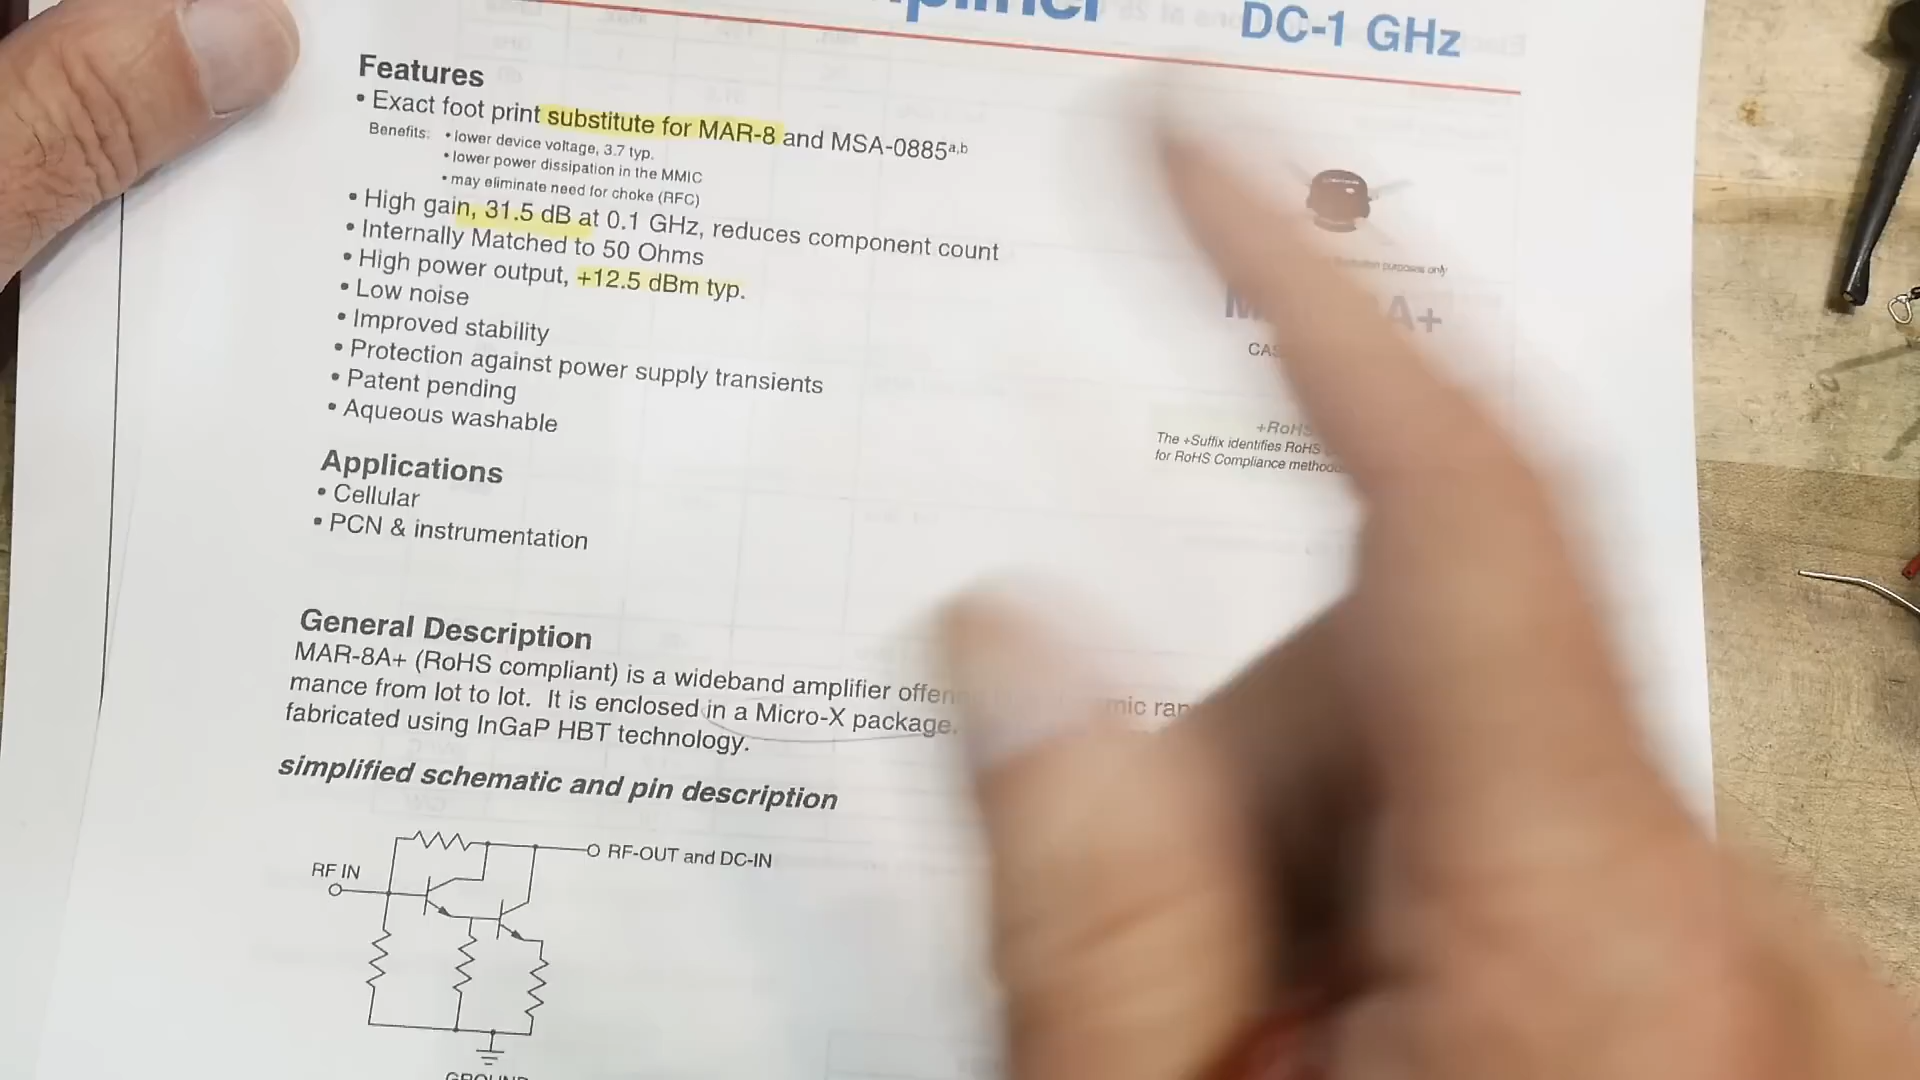 DC-1 GHz
Features
• Exact foot print substitute for MAR-8 and MSA-0885a,b
Benefits: • lower device voltage, 3.7 typ.
• lower power dissipation in the MMIC
• may eliminate need for choke (RFC)
• High gain, 31.5 dB at 0.1 GHz, reduces component count
• Internally Matched to 50 Ohms
• High power output, +12.5 dBm typ.
• Low noise
• Improved stability
• Protection against power supply transients
• Patent pending
• Aqueous washable
purposes only
A+
+RoHS
The +Suffix identifies RoHS
for RoHS Compliance
Applications
• Cellular
• PCN & instrumentation
General Description
MAR-8A+ (RoHS compliant) is a wideband amplifier
mance from lot to lot. It is enclosed in a Micro-X package.
fabricated using InGaP HBT technology.
simplified schematic and pin description
RF-OUT and DC-IN
RF IN
GROUND